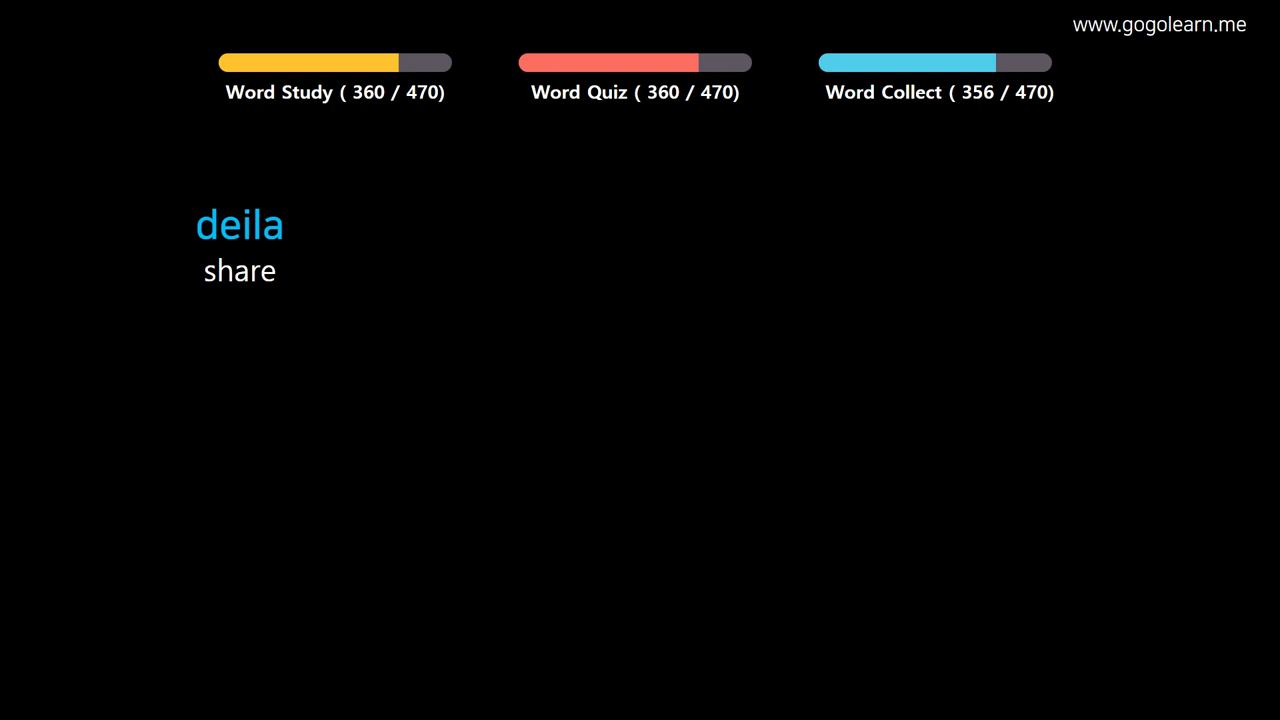 www.gogolearn.me
Word Study ( 360 / 470)
Word Quiz ( 360 / 470)
Word Collect ( 356 / 470)
deila
share